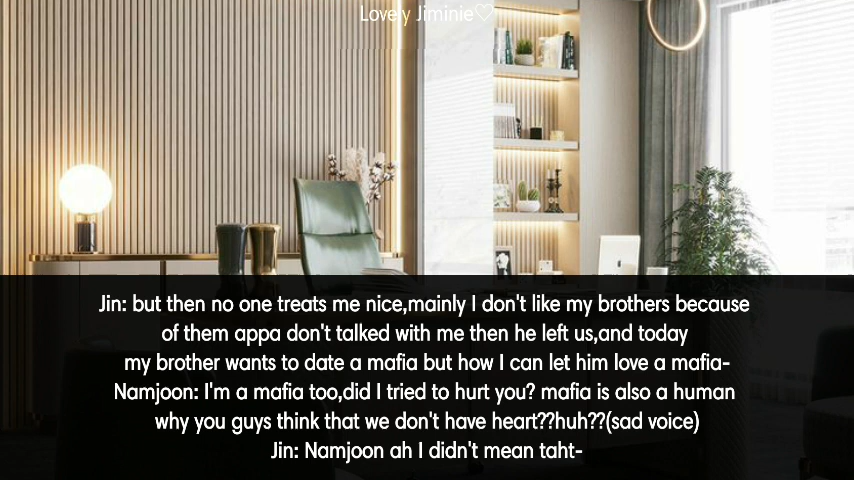 Lovely Jiminie♡
Jin: but then no one treats me nice,mainly I don't like my brothers because
of them appa don't talked with me then he left us,and today
my brother wants to date a mafia but how I can let him love a mafia-
Namjoon: I'm a mafia too,did I tried to hurt you? mafia is also a human
why you guys think that we don't have heart??huh??(sad voice)
Jin: Namjoon ah I didn't mean taht-